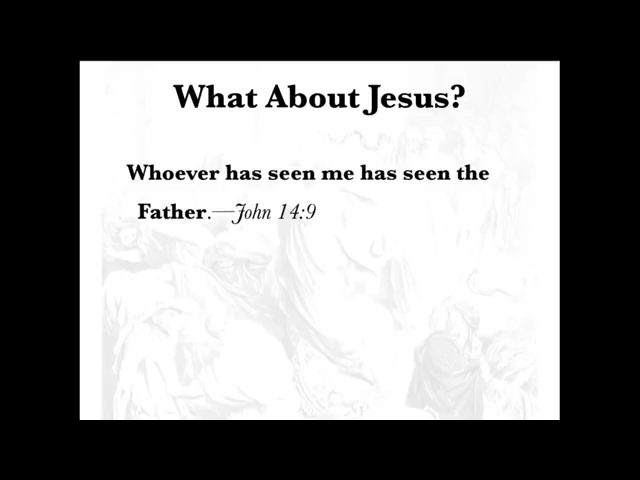 What About Jesus?
Whoever has seen me has seen the
Father.—John 14:9